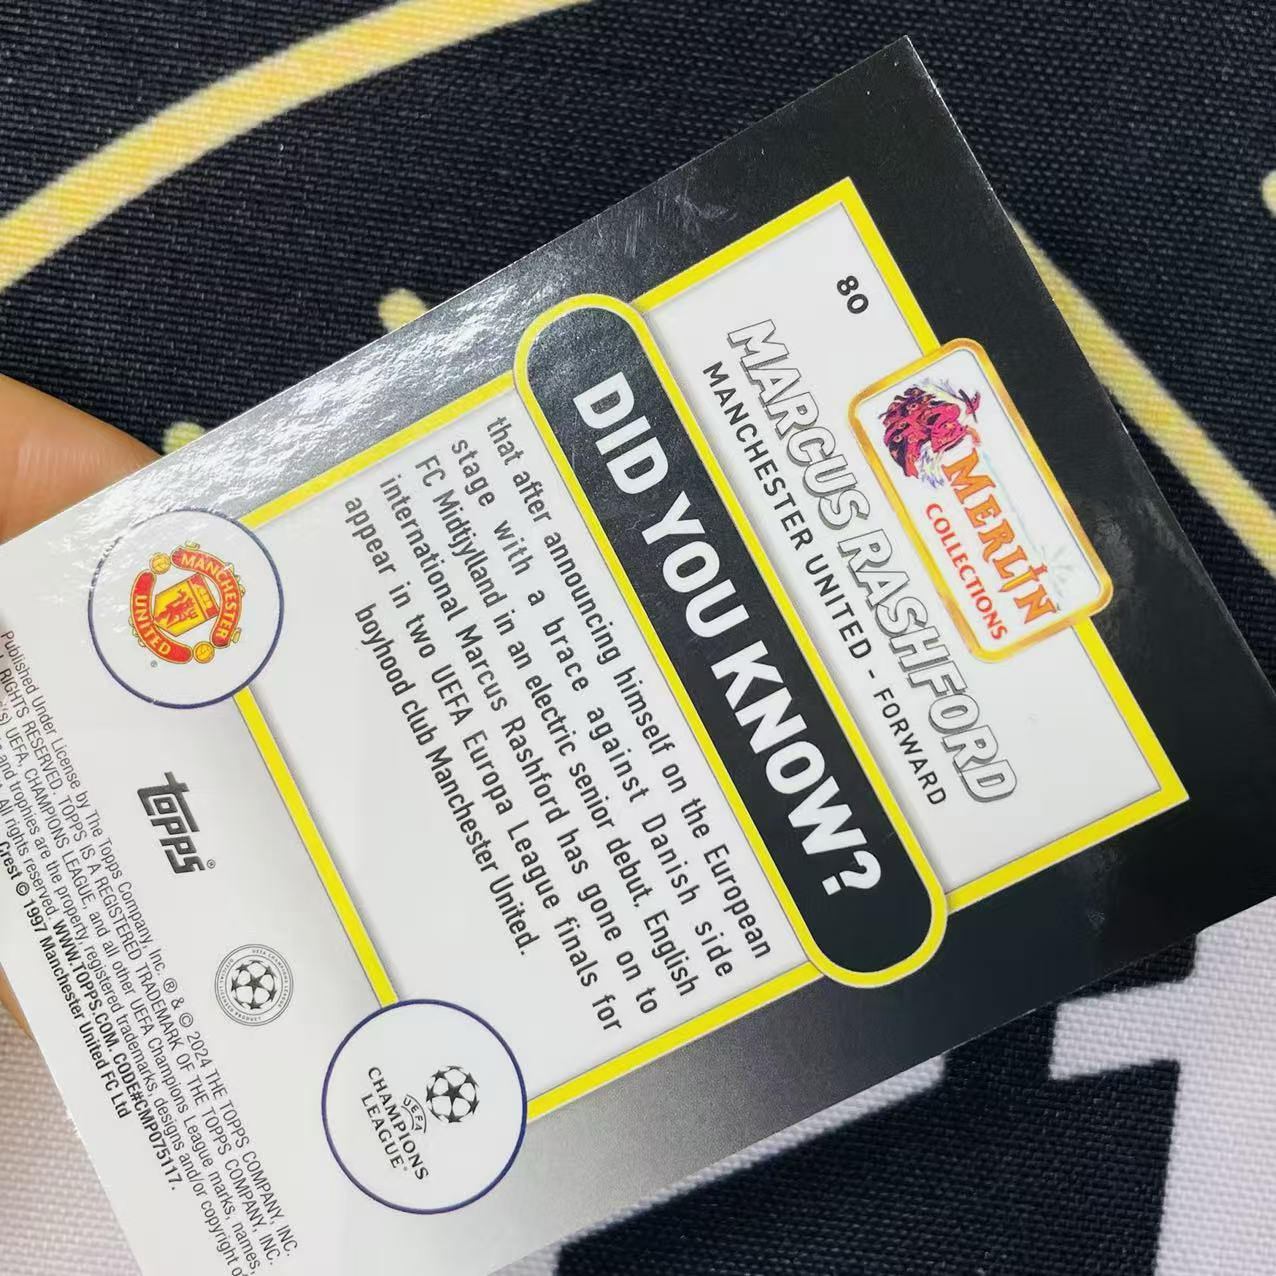 80
MERLIN
COLLECTIONS
MARCUS RASHFORD
MANCHESTER UNITED - FORWARD
DID YOU KNOW?
that after announcing himself on the European
stage with a brace against Danish side
FC Midtjylland in an electric senior debut, English
international Marcus Rashford has gone on to
appear in two UEFA Europa League finals for
boyhood club Manchester United.
MANCHESTER
UNITED
®
topps®
UEFA
CHAMPIONS
LEAGUE®
Published Under License by The Topps Company, Inc. ® & © 2024 THE TOPPS COMPANY, INC.
RIGHTS RESERVED. TOPPS IS A REGISTERED TRADEMARK OF THE TOPPS COMPANY, INC.
UEFA, CHAMPIONS LEAGUE, and all other UEFA Champions League marks, names,
and trophies are the property, registered trademarks, designs and/or copyright
All rights reserved. WWW.TOPPS.COM. CODE#CMP075117.
Crest © 1997 Manchester United FC Ltd